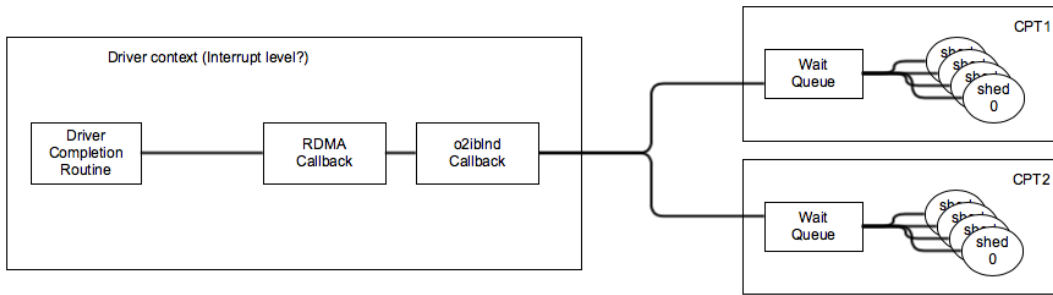 Driver context (Interrupt level?)
Driver
Completion
Routine
RDMA
Callback
o2iblnd
Callback
CPT1
Wait
Queue
shed
0
CPT2
Wait
Queue
shed
0